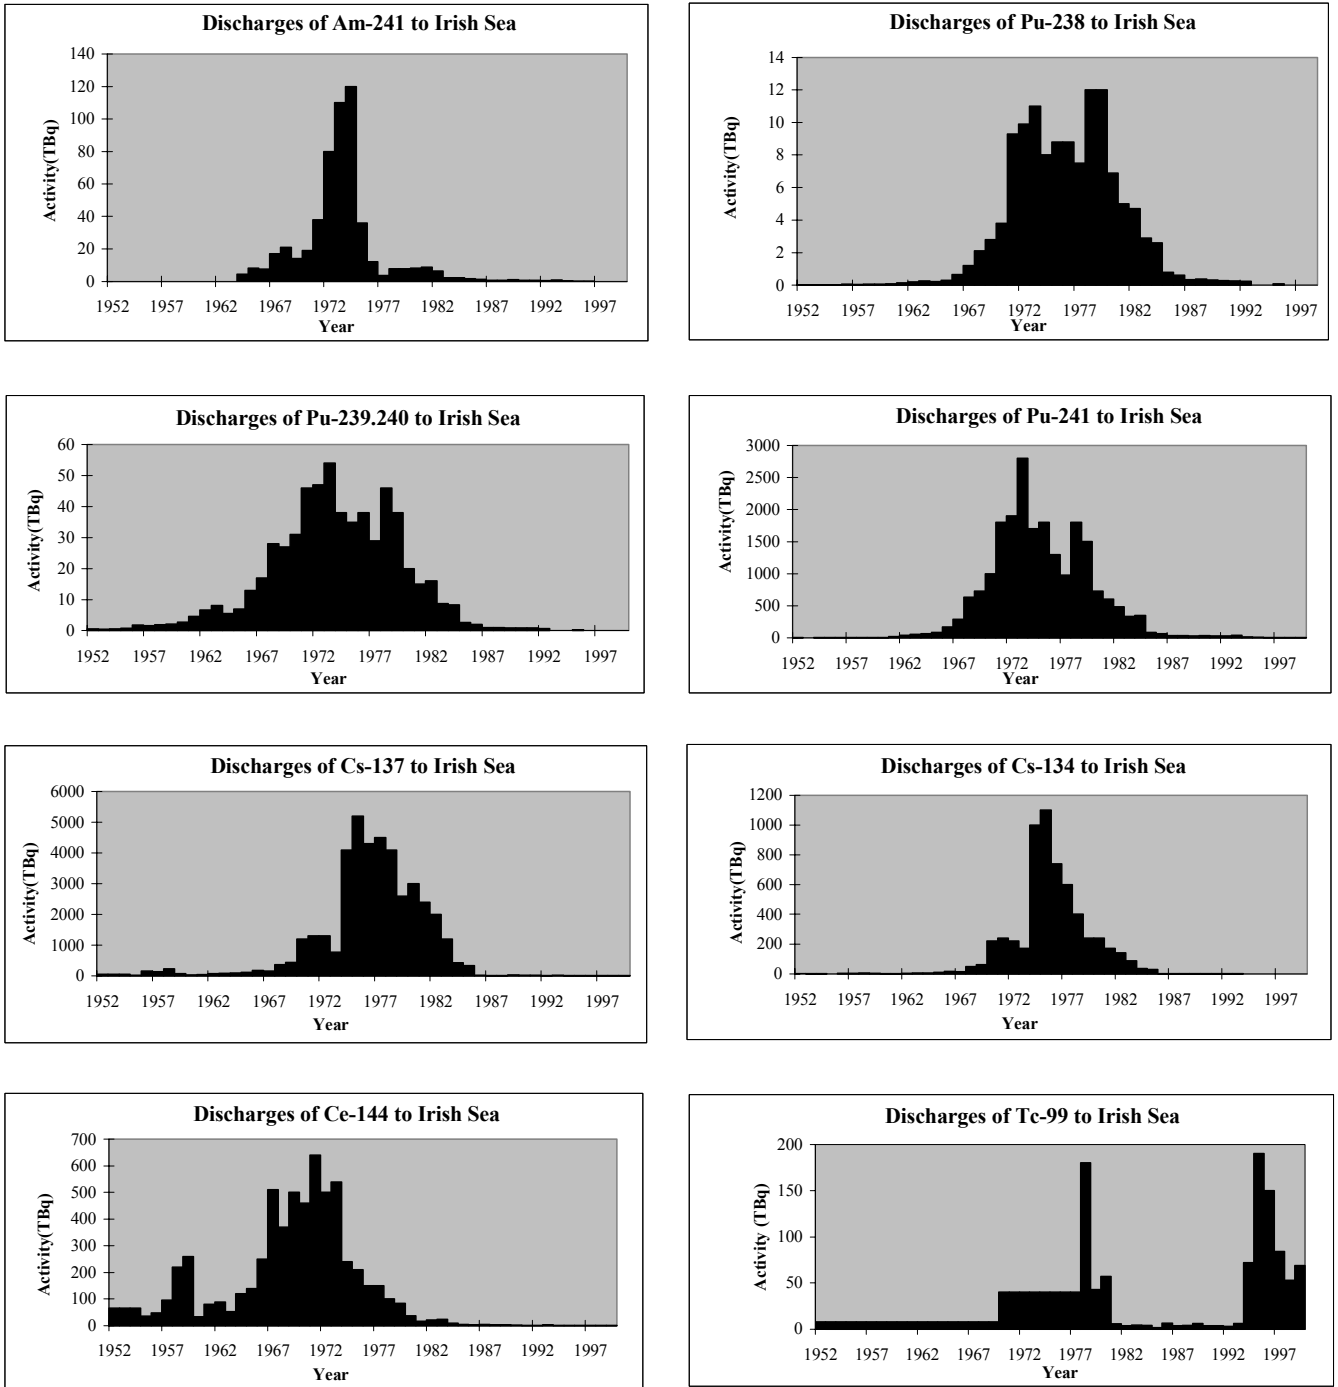 Discharges of Am-241 to Irish Sea
140
120
100
80
60
40
20
0
Activity(TBq)
1952 1957 1962 1967 1972 1977 1982 1987 1992 1997
Year
Discharges of Pu-238 to Irish Sea
14
12
10
8
6
4
2
0
Activity(TBq)
1952 1957 1962 1967 1972 1977 1982 1987 1992 1997
Year
Discharges of Pu-239.240 to Irish Sea
60
50
40
30
20
10
0
Activity(TBq)
1952 1957 1962 1967 1972 1977 1982 1987 1992 1997
Year
Discharges of Pu-241 to Irish Sea
3000
2500
2000
1500
1000
500
0
Activity(TBq)
1952 1957 1962 1967 1972 1977 1982 1987 1992 1997
Year
Discharges of Cs-137 to Irish Sea
6000
5000
4000
3000
2000
1000
0
Activity(TBq)
1952 1957 1962 1967 1972 1977 1982 1987 1992 1997
Year
Discharges of Cs-134 to Irish Sea
1200
1000
800
600
400
200
0
Activity(TBq)
1952 1957 1962 1967 1972 1977 1982 1987 1992 1997
Year
Discharges of Ce-144 to Irish Sea
700
600
500
400
300
200
100
0
Activity(TBq)
1952 1957 1962 1967 1972 1977 1982 1987 1992 1997
Year
Discharges of Tc-99 to Irish Sea
200
150
100
50
0
Activity (TBq)
1952 1957 1962 1967 1972 1977 1982 1987 1992 1997
Year